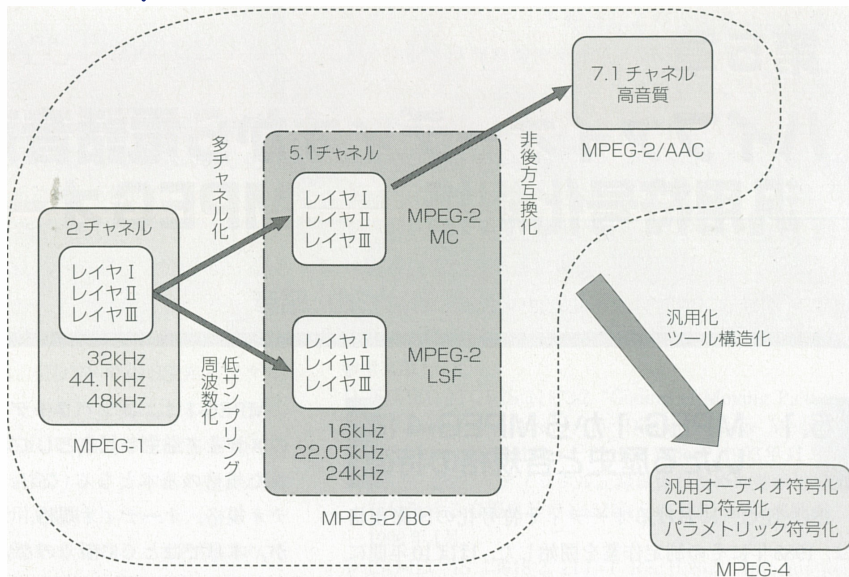 7.1 チャネル
高音質
MPEG-2/AAC
非後方互換化
多チャネル化
5.1チャネル
レイヤ Ⅰ
レイヤⅡ
レイヤⅢ
MPEG-2
MC
2 チャネル
レイヤ Ⅰ
レイヤⅡ
レイヤⅢ
32kHz
44.1kHz
48kHz
MPEG-1
低サンプリング
周波数化
レイヤ Ⅰ
レイヤⅡ
レイヤⅢ
MPEG-2
LSF
16kHz
22.05kHz
24kHz
MPEG-2/BC
汎用化
ツール構造化
汎用オーディオ符号化
CELP 符号化
パラメトリック符号化
MPEG-4